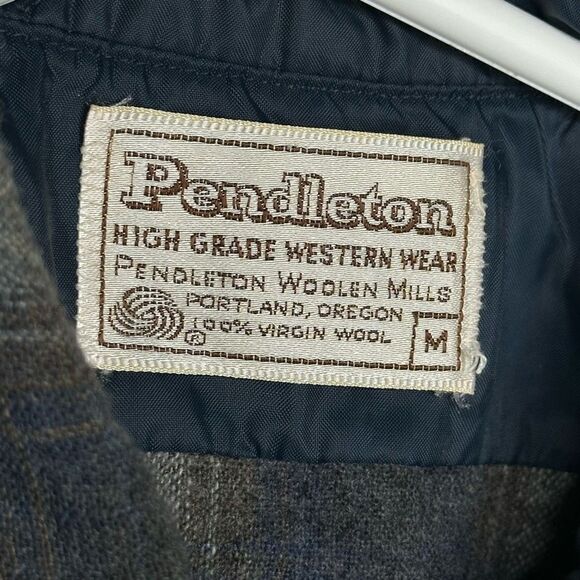 Pendleton
HIGH GRADE WESTERN WEAR
PENDLETON WOOLEN MILLS
PORTLAND, OREGON
® 100% VIRGIN WOOL
M